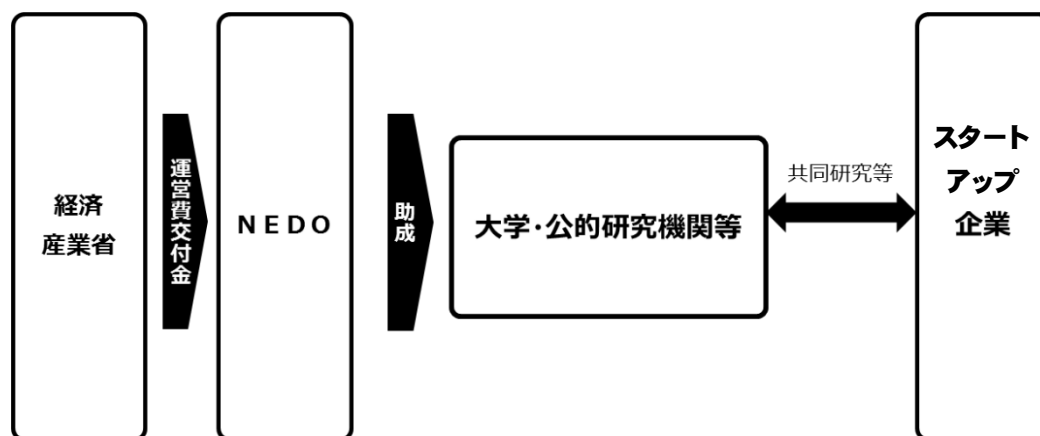 経済
産業省
運営費交付金
NEDO
助成
大学・公的研究機関等
共同研究等
スタート
アップ
企業